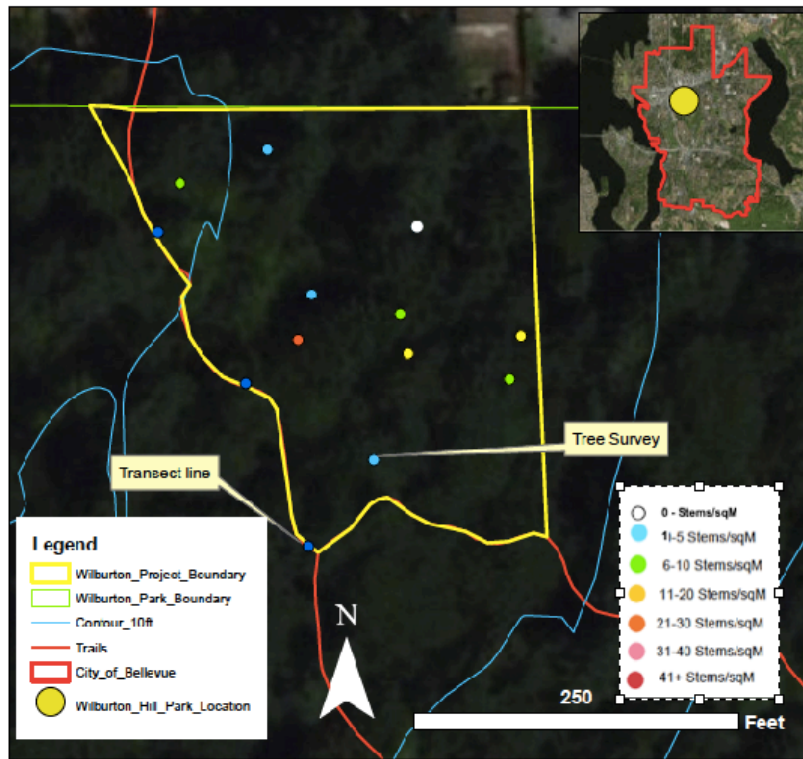 Tree Survey
Transect line
Legend
Wilburton_Project_Boundary
Wilburton_Park_Boundary
Contour_10ft
Trails
City_of_Bellevue
Wilburton_Hill_Park_Location
N
0 - Stems/sqM
1-5 Stems/sqM
6-10 Stems/sqM
11-20 Stems/sqM
21-30 Stems/sqM
31-40 Stems/sqM
41+ Stems/sqM
250
Feet